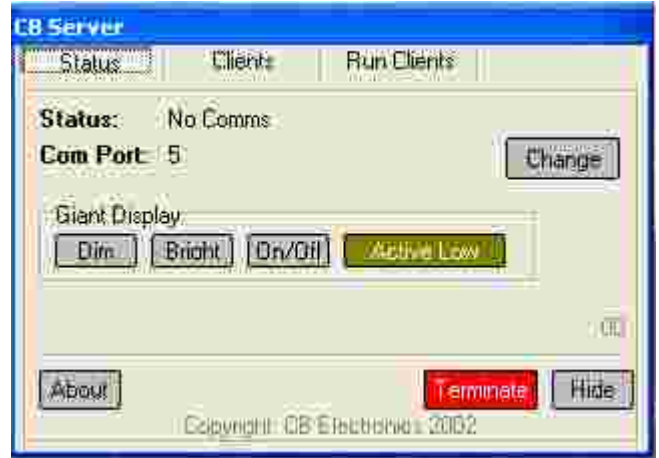 CB Server
Status Clients Run Clients
Status: No Comms
Com Port: 5
Change
Giant Display
Dim Bright On/Off Active Low
About Terminate Hide
Copyright CB Electronics 2002